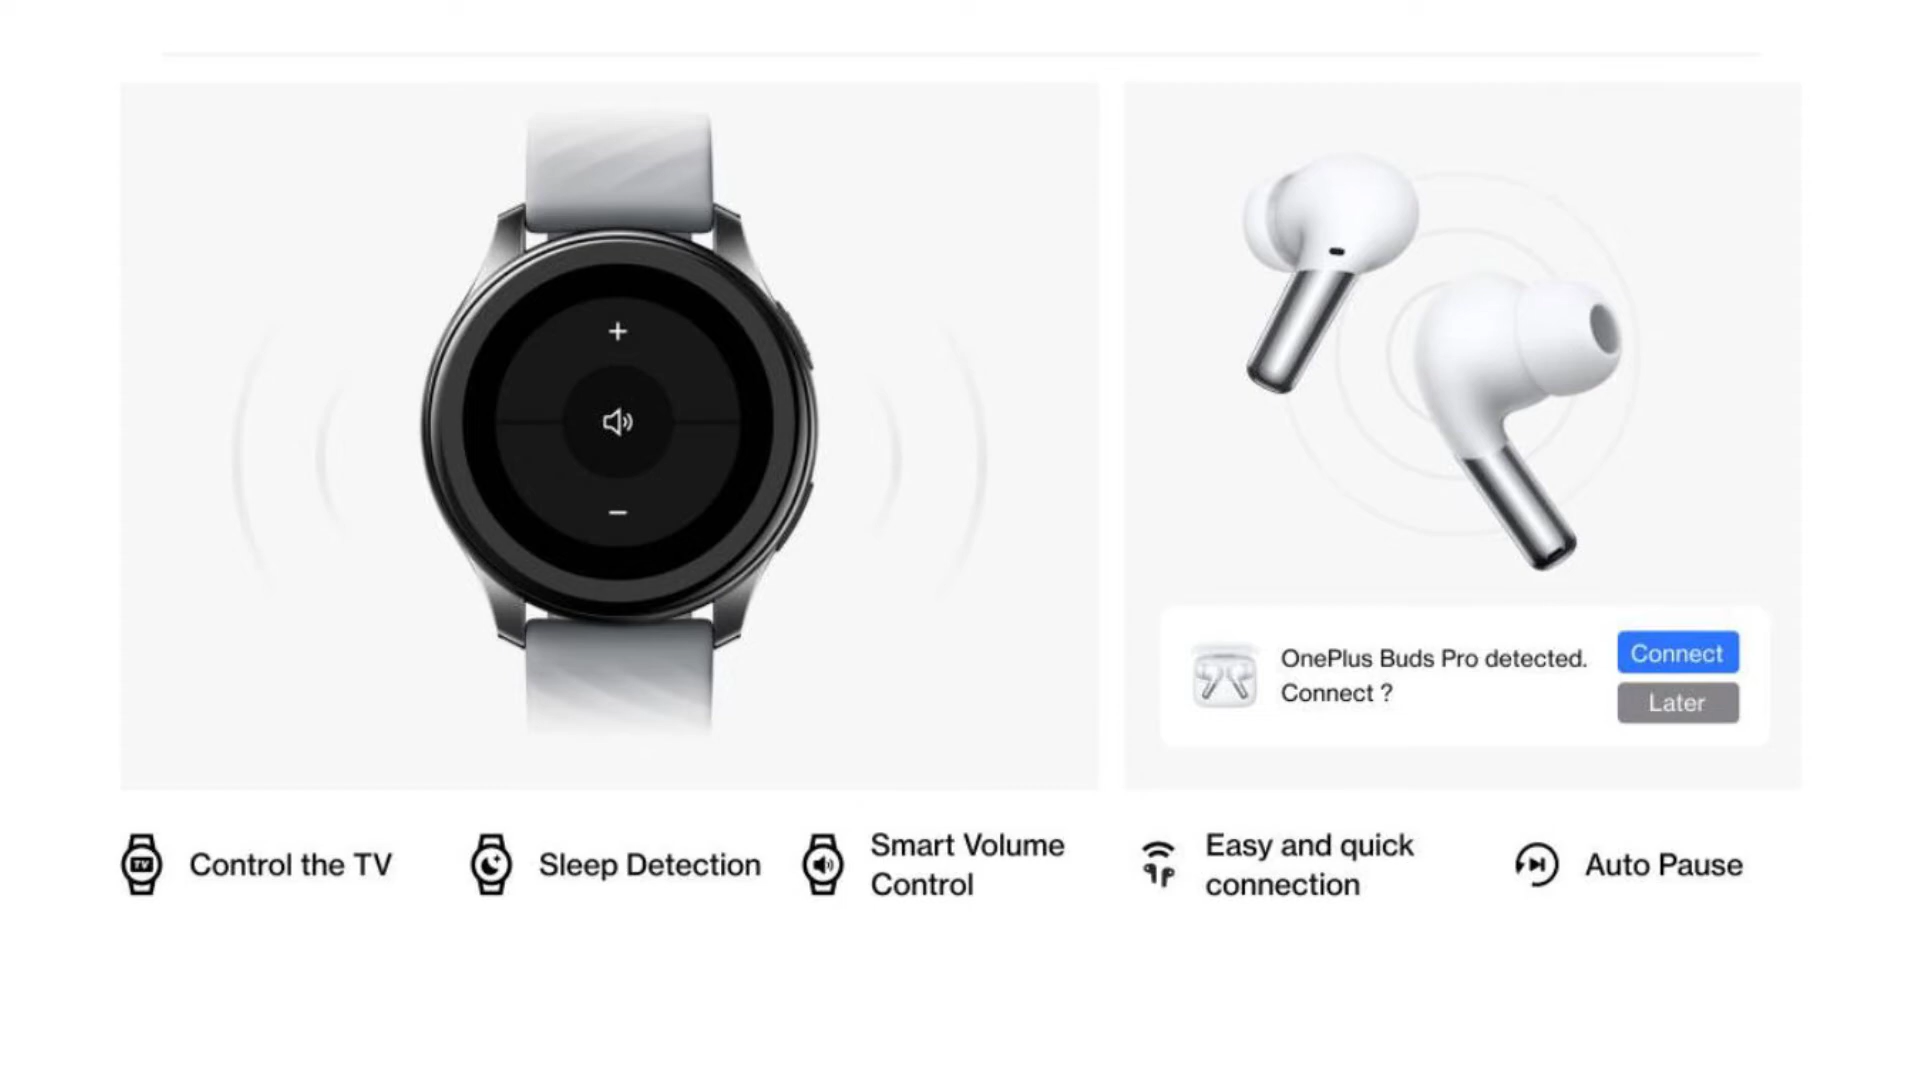 +
−
OnePlus Buds Pro detected.
Connect ?
Connect
Later
TV
Control the TV
Sleep Detection
Smart Volume
Control
Easy and quick
connection
Auto Pause